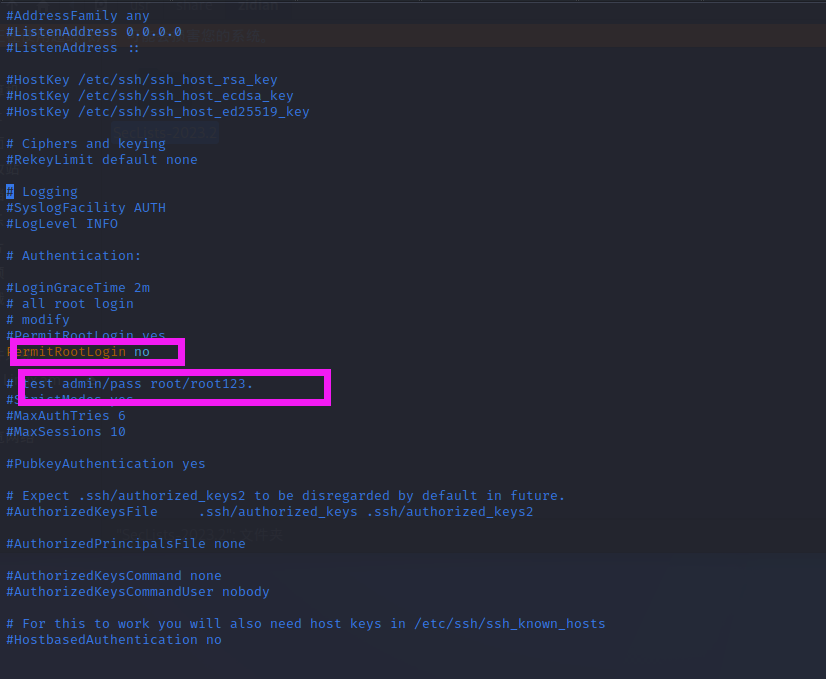 #AddressFamily any
#ListenAddress 0.0.0.0
#ListenAddress ::
#HostKey /etc/ssh/ssh_host_rsa_key
#HostKey /etc/ssh/ssh_host_ecdsa_key
#HostKey /etc/ssh/ssh_host_ed25519_key
# Ciphers and keying
#RekeyLimit default none
# Logging
#SyslogFacility AUTH
#LogLevel INFO
# Authentication:
#LoginGraceTime 2m
# all root login
# modify
#PermitRootLogin yes
PermitRootLogin no
# test admin/pass root/root123.
#StrictModes yes
#MaxAuthTries 6
#MaxSessions 10
#PubkeyAuthentication yes
# Expect .ssh/authorized_keys2 to be disregarded by default in future.
#AuthorizedKeysFile     .ssh/authorized_keys .ssh/authorized_keys2
#AuthorizedPrincipalsFile none
#AuthorizedKeysCommand none
#AuthorizedKeysCommandUser nobody
# For this to work you will also need host keys in /etc/ssh/ssh_known_hosts
#HostbasedAuthentication no